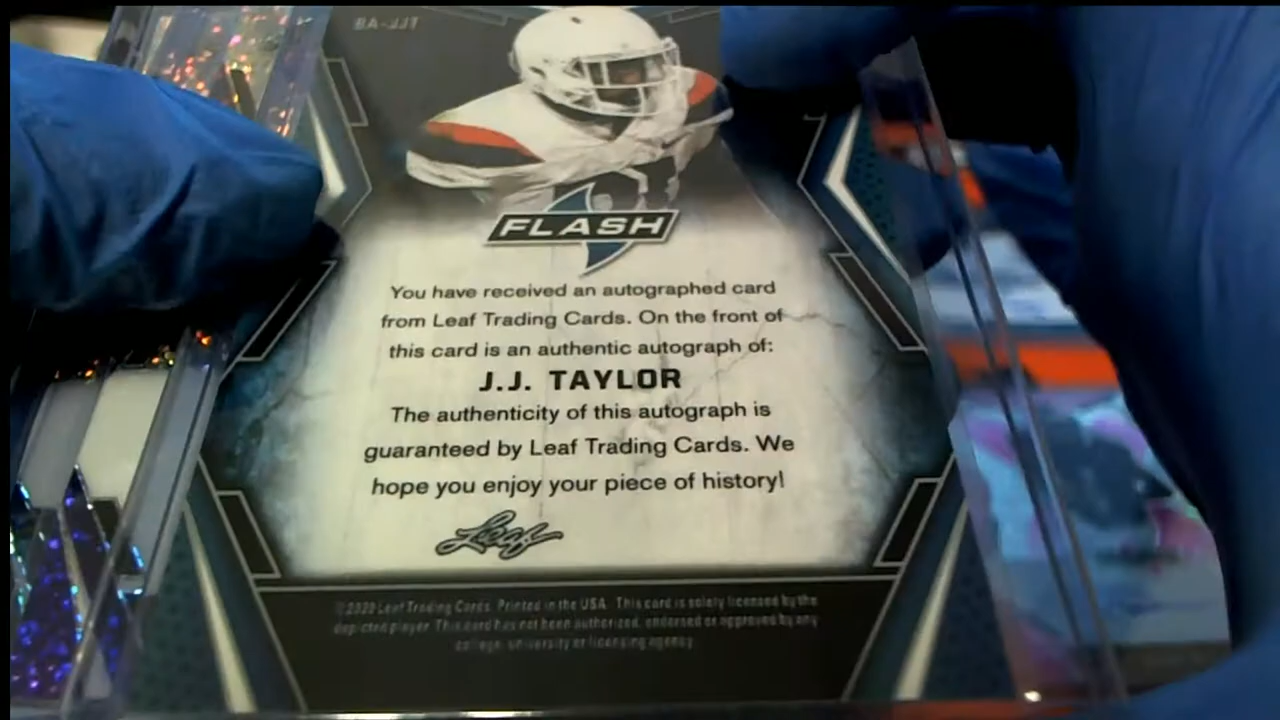 BA-JJT
FLASH
You have received an autographed card
from Leaf Trading Cards. On the front of
this card is an authentic autograph of:
J.J. TAYLOR
The authenticity of this autograph is
guaranteed by Leaf Trading Cards. We
hope you enjoy your piece of history!
Leaf
©2020 Leaf Trading Cards. Printed in the USA. This card is solely licensed by the
depicted player. This card has not been authorized, endorsed or approved by any
college, university or licensing agency.